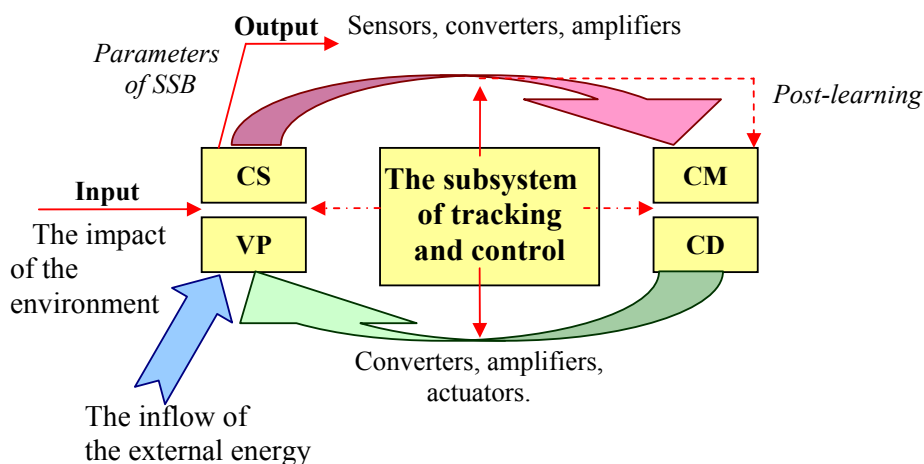 Output
Sensors, converters, amplifiers
Parameters
of SSB
Post-learning
CS
The subsystem
of tracking
and control
CM
Input
VP
CD
The impact
of the
environment
Converters, amplifiers,
actuators.
The inflow of
the external energy